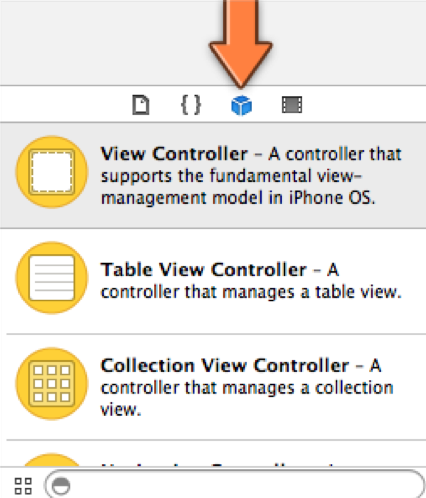 View Controller – A controller that
supports the fundamental view-
management model in iPhone OS.
Table View Controller – A
controller that manages a table view.
Collection View Controller – A
controller that manages a collection
view.